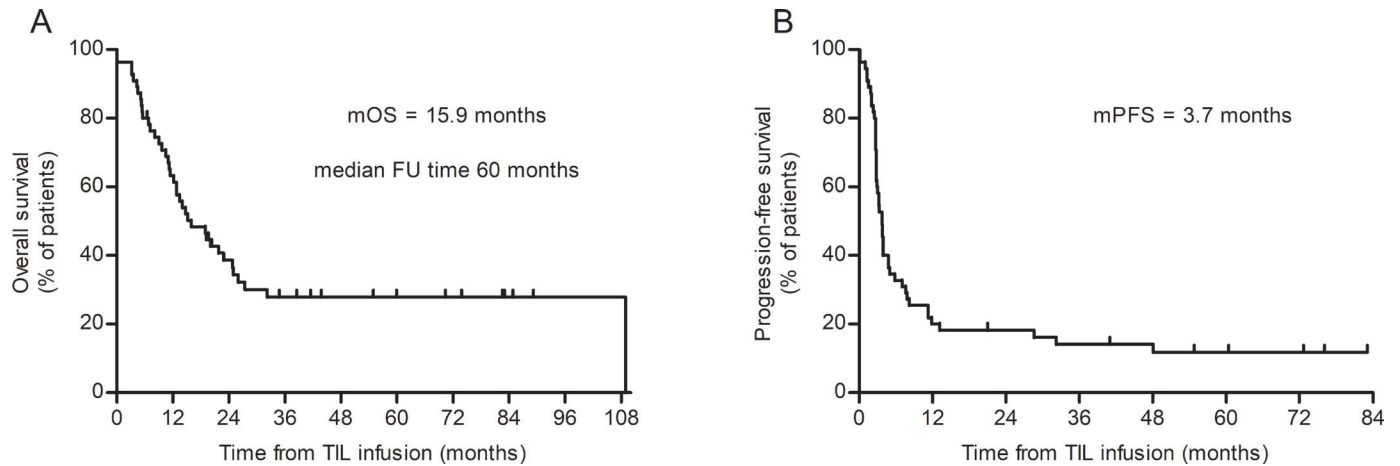 A
Overall survival
(% of patients)
100
80
60
40
20
0
mOS = 15.9 months
median FU time 60 months
0 12 24 36 48 60 72 84 96 108
Time from TIL infusion (months)
B
Progression-free survival
(% of patients)
100
80
60
40
20
0
mPFS = 3.7 months
0 12 24 36 48 60 72 84
Time from TIL infusion (months)